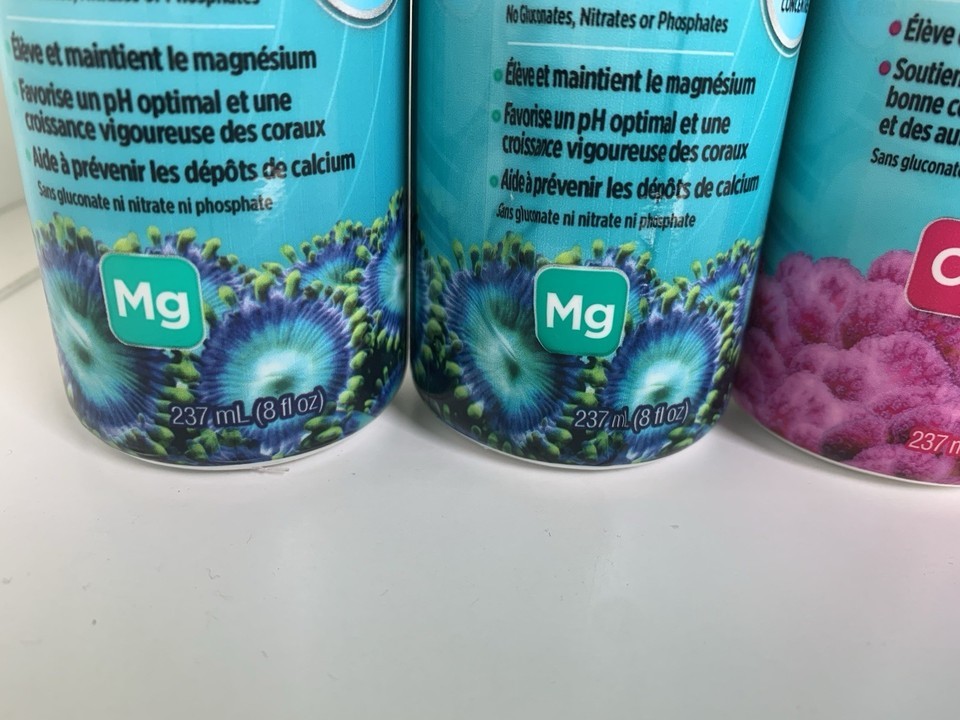 Nitrates or Phosphates
Élève et maintient le magnésium
Favorise un pH optimal et une
croissance vigoureuse des coraux
Aide à prévenir les dépôts de calcium
Sans gluconate ni nitrate ni phosphate
Mg
237 mL (8 fl oz)
No Gluconates, Nitrates or Phosphates
Élève et maintient le magnésium
Favorise un pH optimal et une
croissance vigoureuse des coraux
Aide à prévenir les dépôts de calcium
Sans gluconate ni nitrate ni phosphate
Mg
237 mL (8 fl oz)
Élève
Soutien
bonne
et des
Sans gluconate
237